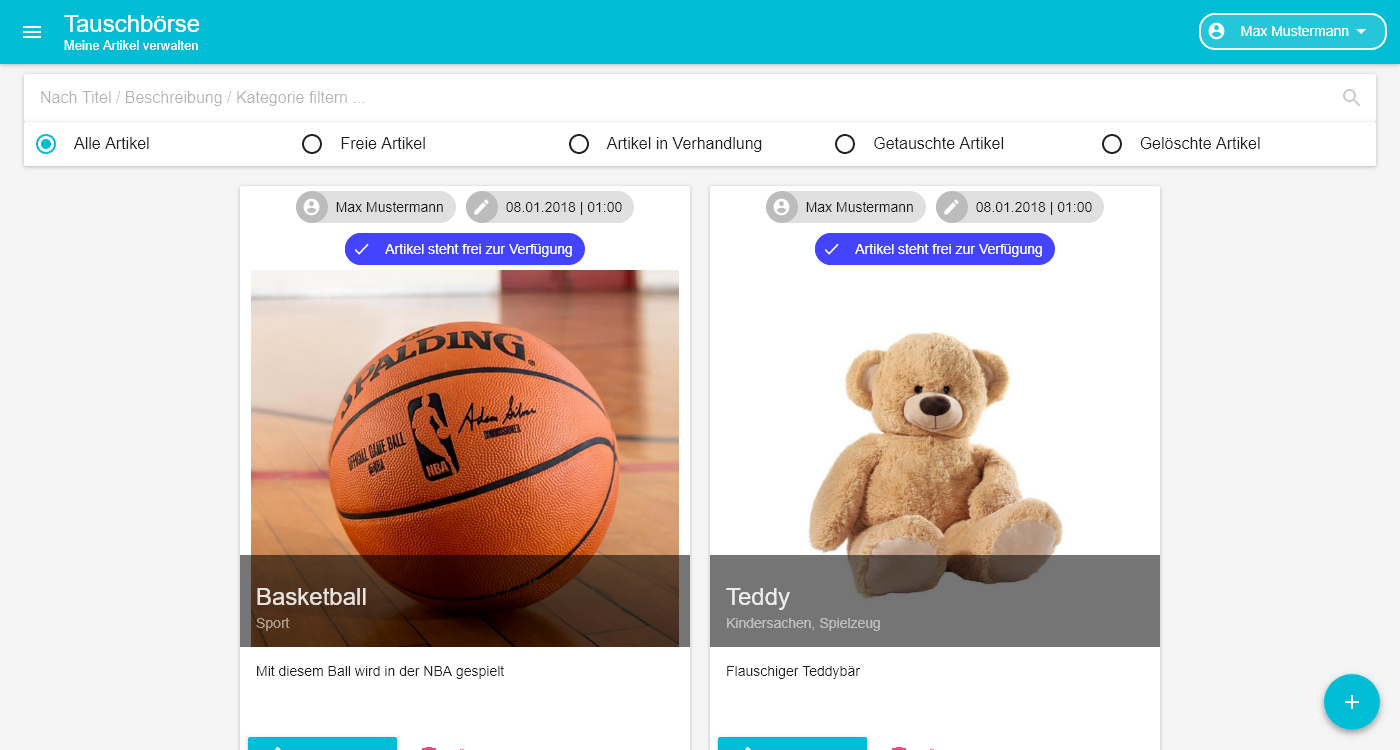 Tauschbörse
Meine Artikel verwalten
Max Mustermann
Nach Titel / Beschreibung / Kategorie filtern ...
Alle Artikel
Freie Artikel
Artikel in Verhandlung
Getauschte Artikel
Gelöschte Artikel
Max Mustermann
08.01.2018 | 01:00
Artikel steht frei zur Verfügung
SPALDING
Adam Silver
COMMISSIONER
OFFICIAL GAME BALL
NBA
Basketball
Sport
Mit diesem Ball wird in der NBA gespielt
Max Mustermann
08.01.2018 | 01:00
Artikel steht frei zur Verfügung
Teddy
Kindersachen, Spielzeug
Flauschiger Teddybär